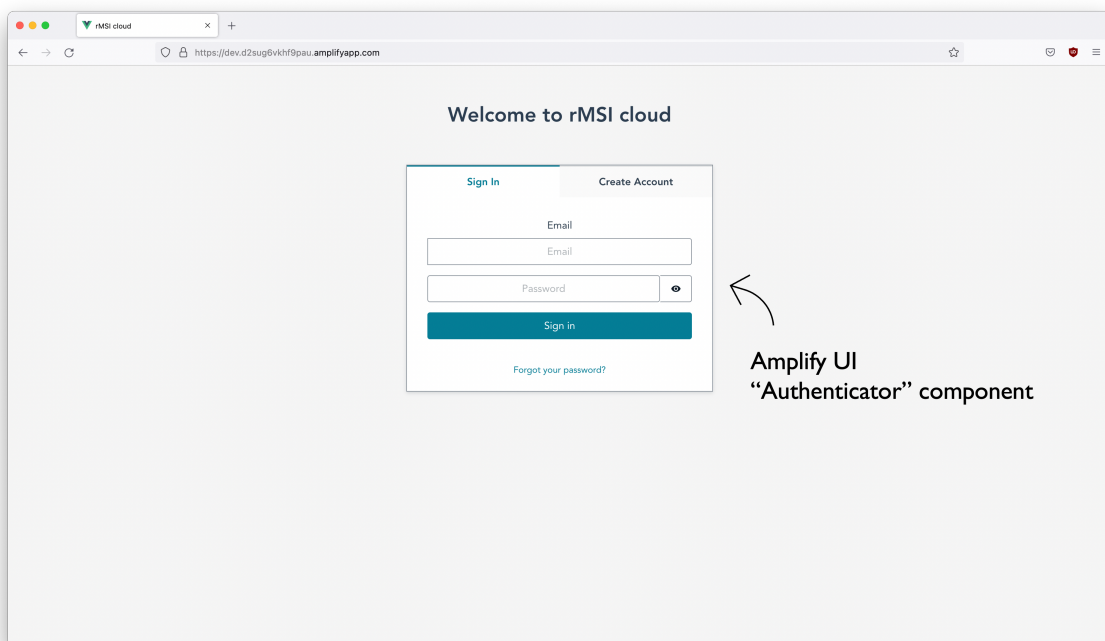 rMSI cloud
https://dev.d2sug6vkhf9pau.amplifyapp.com
Welcome to rMSI cloud
Sign In
Create Account
Email
Email
Password
Sign in
Forgot your password?
Amplify UI
“Authenticator” component